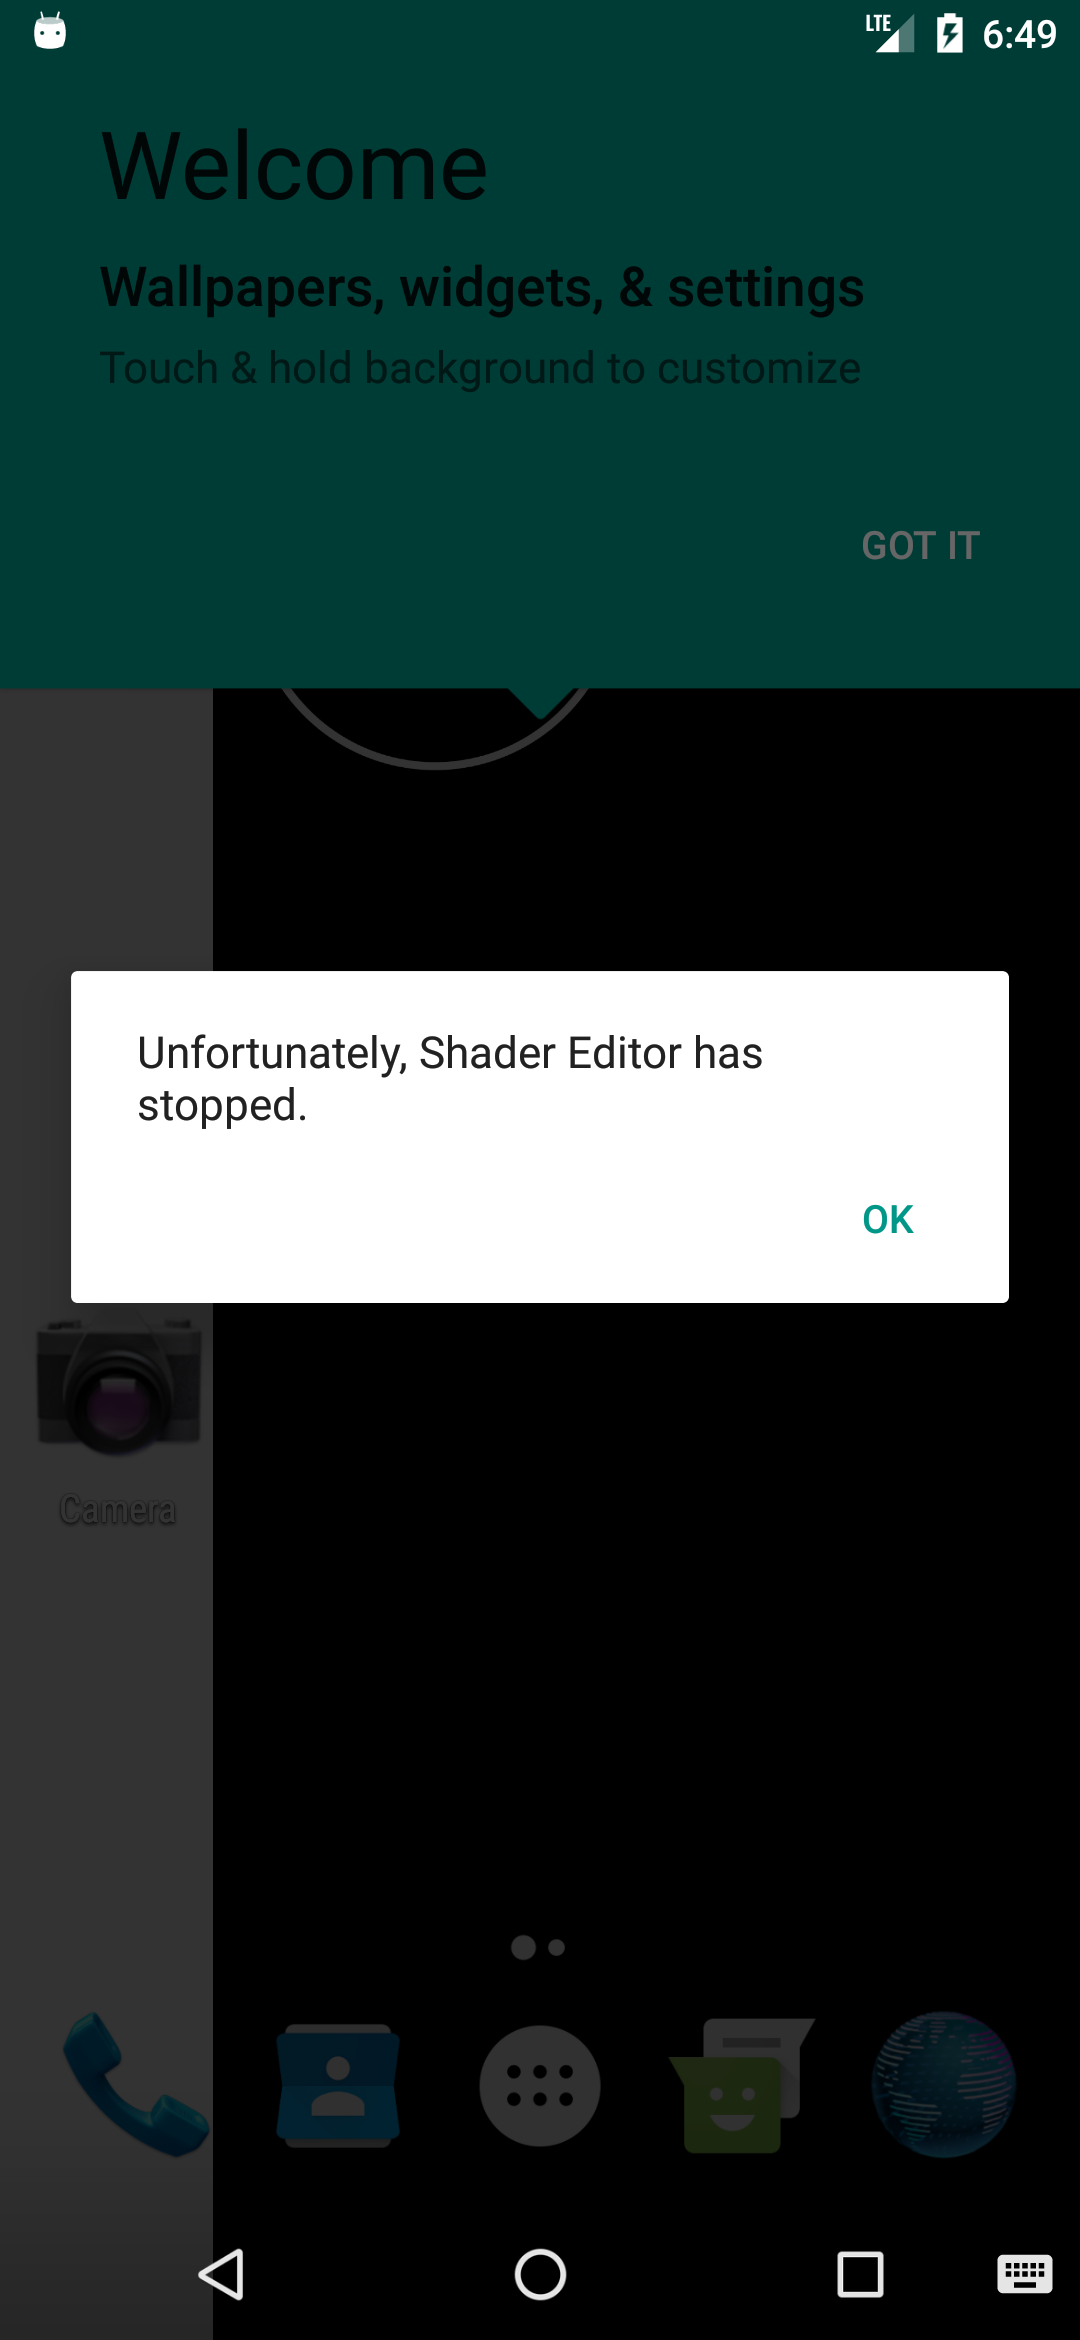 LTE 6:49
Welcome
Wallpapers, widgets, & settings
Touch & hold background to customize
GOT IT
Unfortunately, Shader Editor has
stopped.
OK
Camera